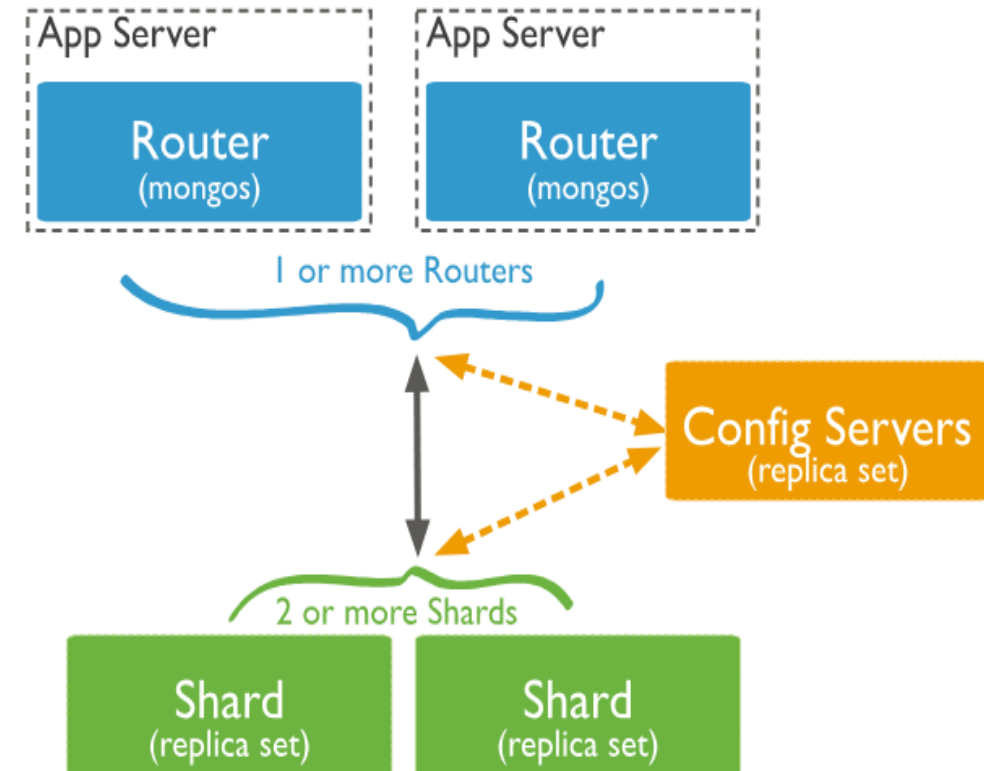 App Server
App Server
Router
(mongos)
Router
(mongos)
1 or more Routers
Config Servers
(replica set)
2 or more Shards
Shard
(replica set)
Shard
(replica set)